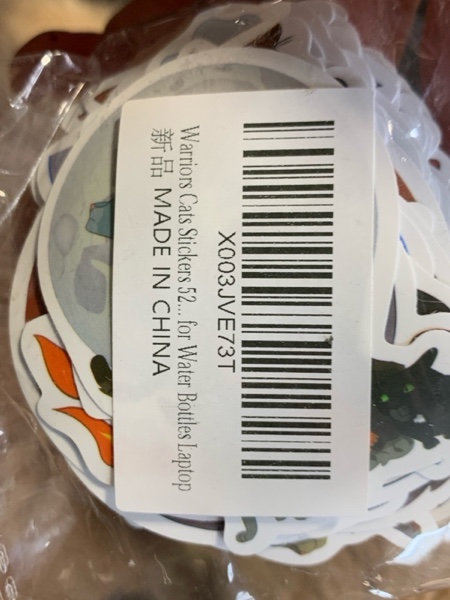 X003JVE73T
Warriors Cats Stickers 52... for Water Bottles Laptop
新品 MADE IN CHINA